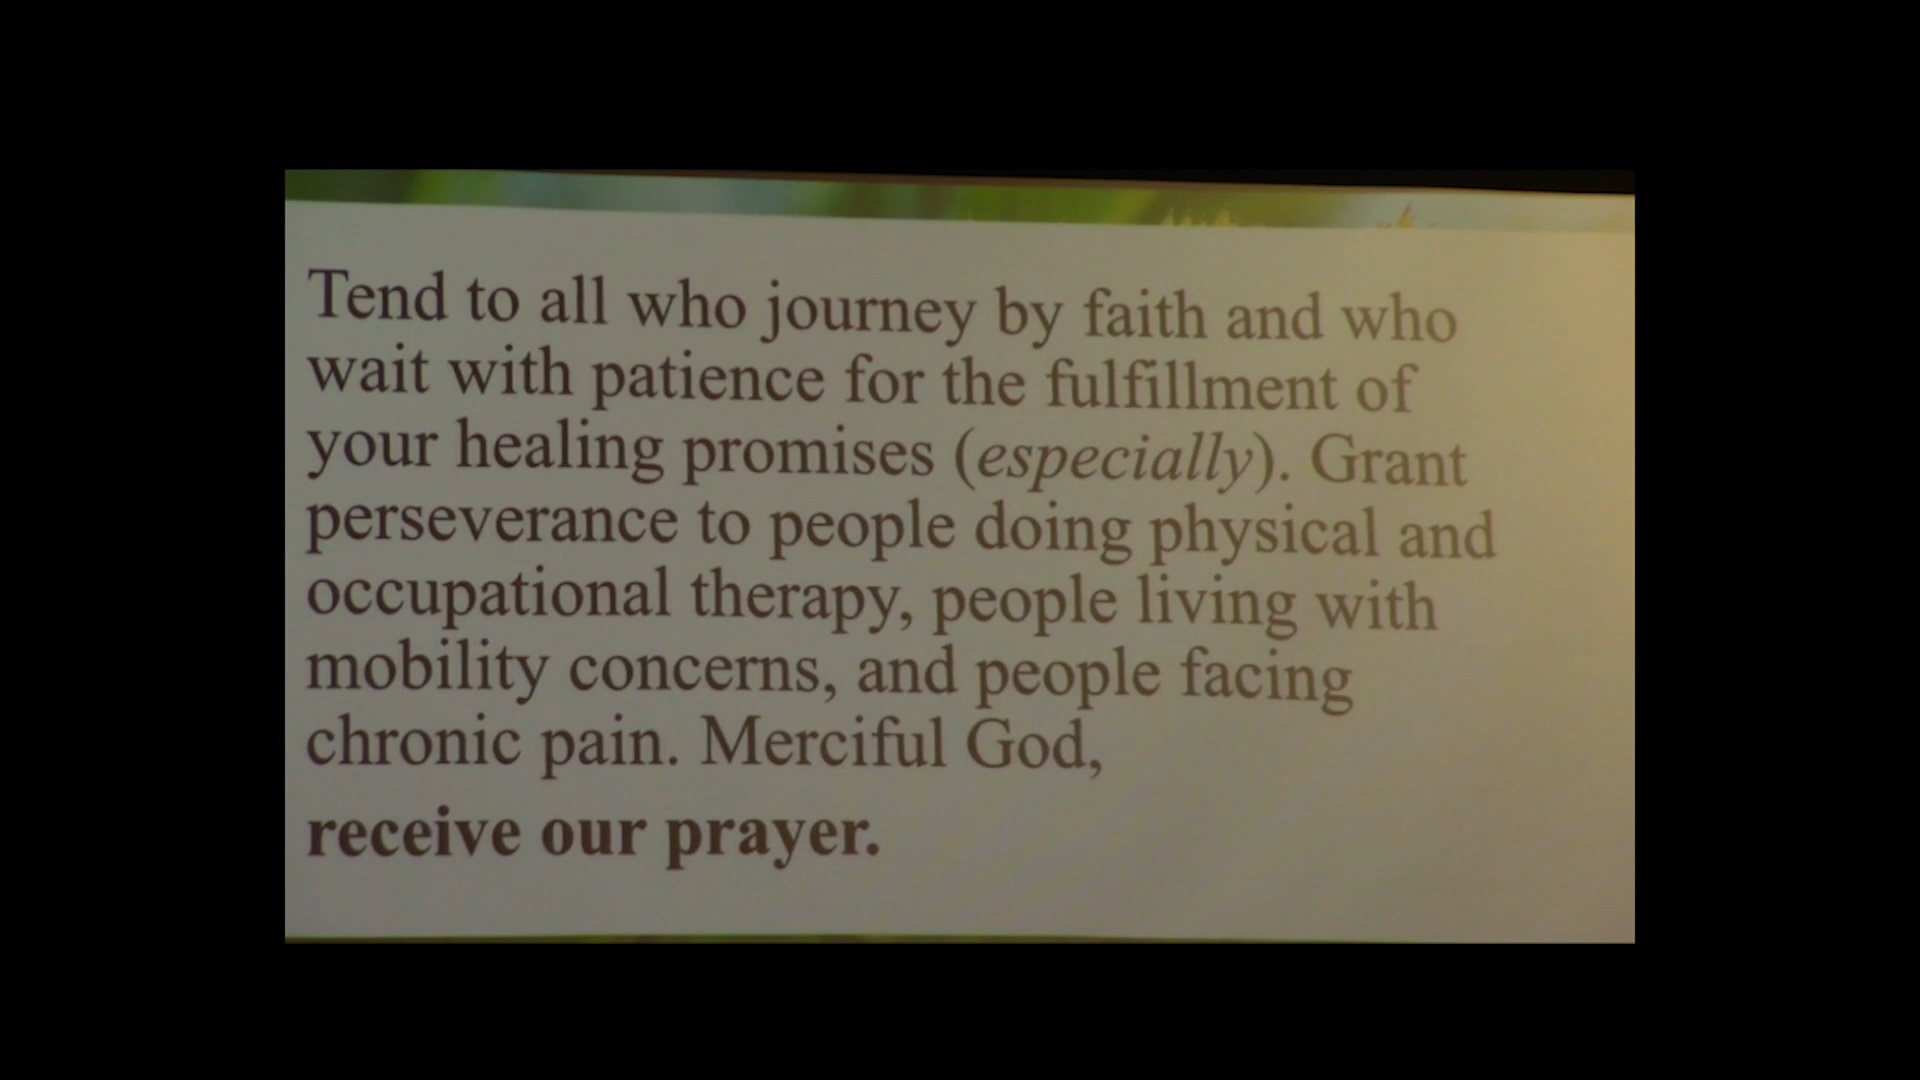 Tend to all who journey by faith and who
wait with patience for the fulfillment of
your healing promises (especially). Grant
perseverance to people doing physical and
occupational therapy, people living with
mobility concerns, and people facing
chronic pain. Merciful God,
receive our prayer.